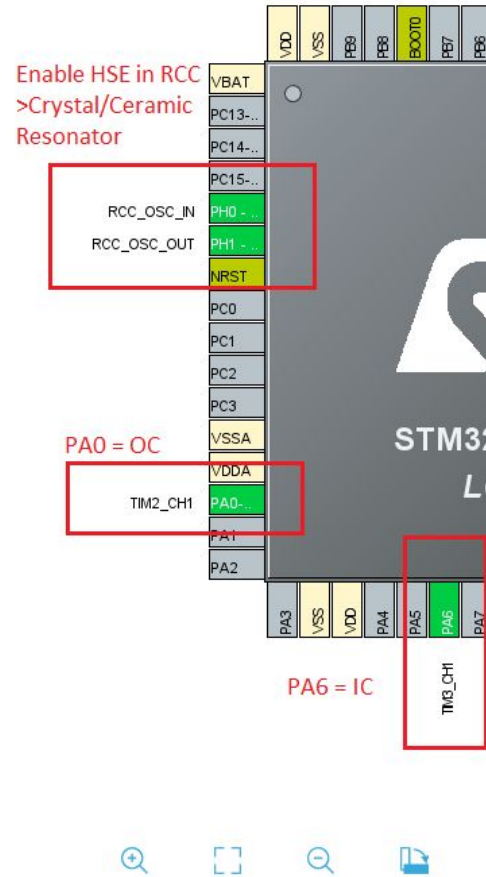 VDD
VSS
PB9
PB8
BOOT0
PB7
PB6
Enable HSE in RCC
>Crystal/Ceramic
Resonator
VBAT
PC13-..
PC14-..
PC15-..
RCC_OSC_IN PH0 - ..
RCC_OSC_OUT PH1 - ..
NRST
PC0
PC1
PC2
PC3
VSSA
PA0 = OC
VDDA
TIM2_CH1 PA0-..
PA1
PA2
STM32
PA3
VSS
VDD
PA4
PA5
PA6
PA7
PA6 = IC
TIM3_CH1